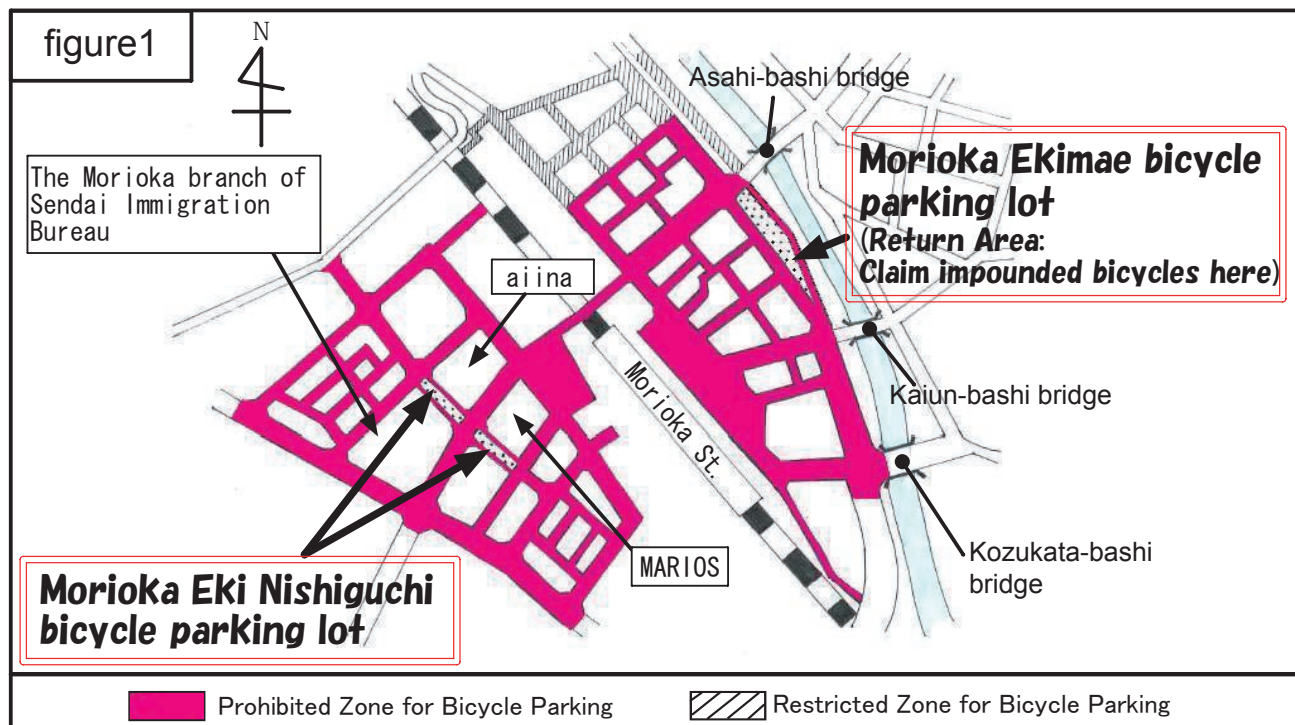 figure1
N
Asahi-bashi bridge
Morioka Ekimae bicycle
parking lot
(Return Area:
Claim impounded bicycles here)
The Morioka branch of
Sendai Immigration
Bureau
aiina
Morioka St.
Kaiun-bashi bridge
MARIOS
Kozukata-bashi
bridge
Morioka Eki Nishiguchi
bicycle parking lot
Prohibited Zone for Bicycle Parking
Restricted Zone for Bicycle Parking